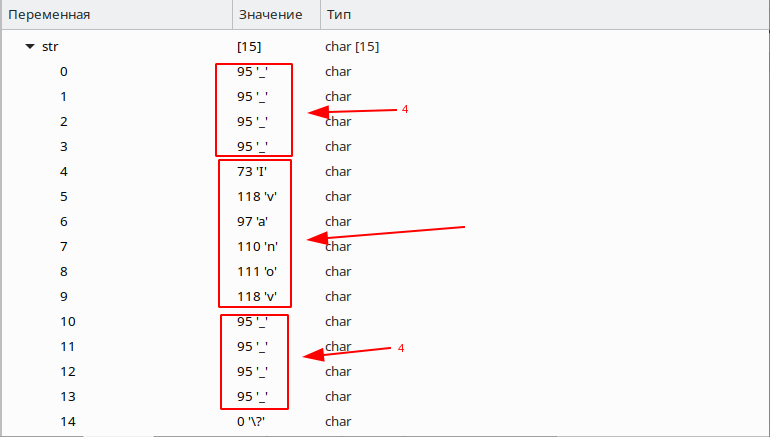 Переменная Значение Тип
str [15] char [15]
0 95 '_' char
1 95 '_' char
2 95 '_' char 4
3 95 '_' char
4 73 'I' char
5 118 'v' char
6 97 'a' char
7 110 'n' char
8 111 'o' char
9 118 'v' char
10 95 '_' char
11 95 '_' char 4
12 95 '_' char
13 95 '_' char
14 0 '\?' char